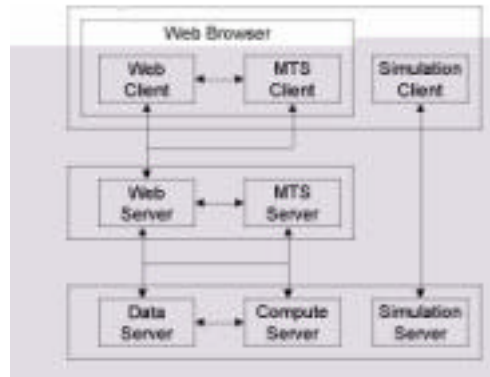 Web Browser
Web
Client
MTS
Client
Simulation
Client
Web
Server
MTS
Server
Data
Server
Compute
Server
Simulation
Server